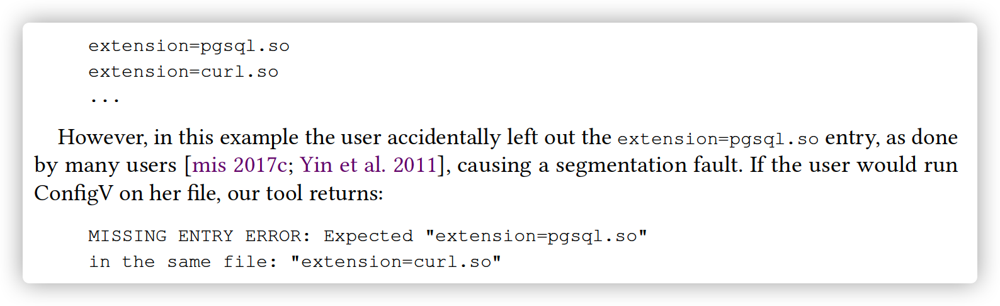 extension=pgsql.so
extension=curl.so
...
However, in this example the user accidentally left out the extension=pgsql.so entry, as done
by many users [mis 2017c; Yin et al. 2011], causing a segmentation fault. If the user would run
ConfigV on her file, our tool returns:
MISSING ENTRY ERROR: Expected "extension=pgsql.so"
in the same file: "extension=curl.so"